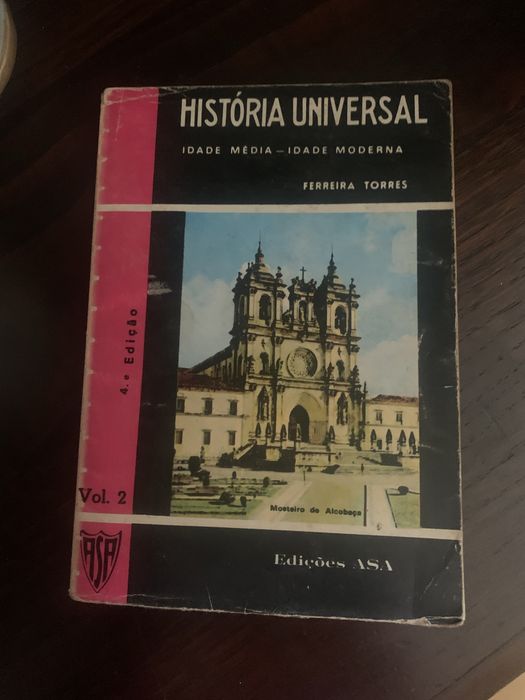 HISTÓRIA UNIVERSAL
IDADE MÉDIA — IDADE MODERNA
FERREIRA TORRES
4.ª Edição
Vol. 2
Mosteiro de Alcobaça
ASA
Edições ASA